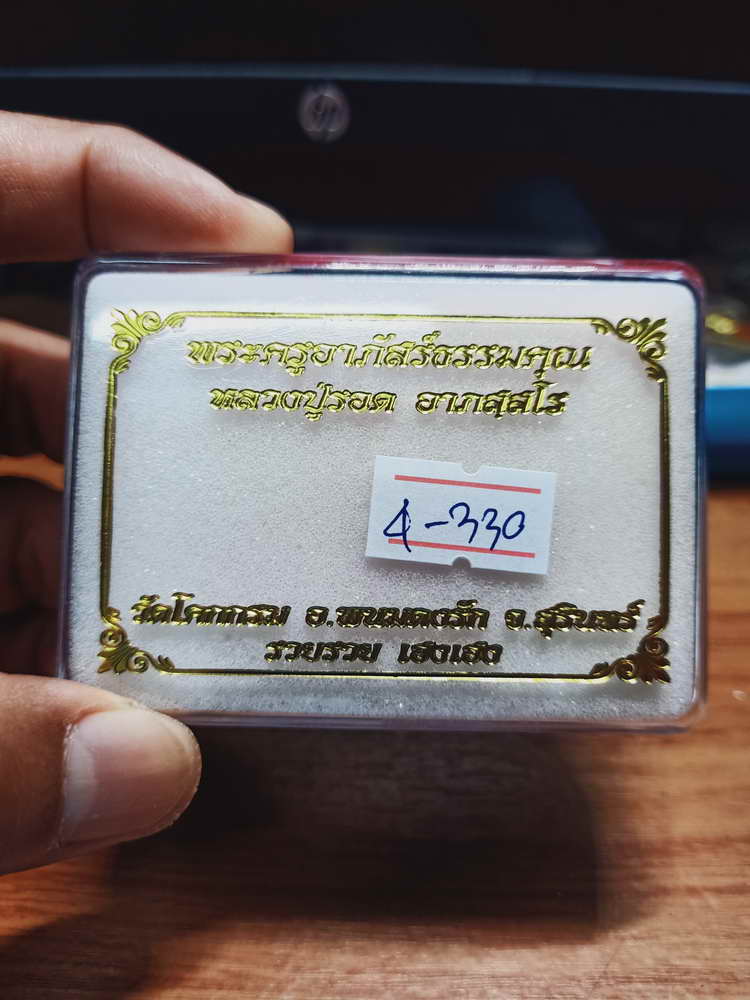 พระครูอาภัสร์ธรรมคุณ
หลวงปู่รอด อาภสฺสโร
4-330
วัดโคกกรม อ.พนมดงรัก จ.สุรินทร์
รวยรวย เฮงเฮง